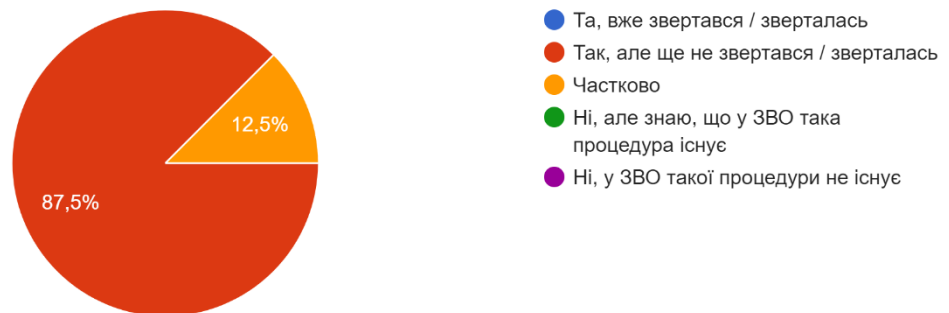 87,5%
12,5%
Та, вже звертався / зверталась
Так, але ще не звертався / зверталась
Частково
Ні, але знаю, що у ЗВО така
процедура існує
Ні, у ЗВО такої процедури не існує